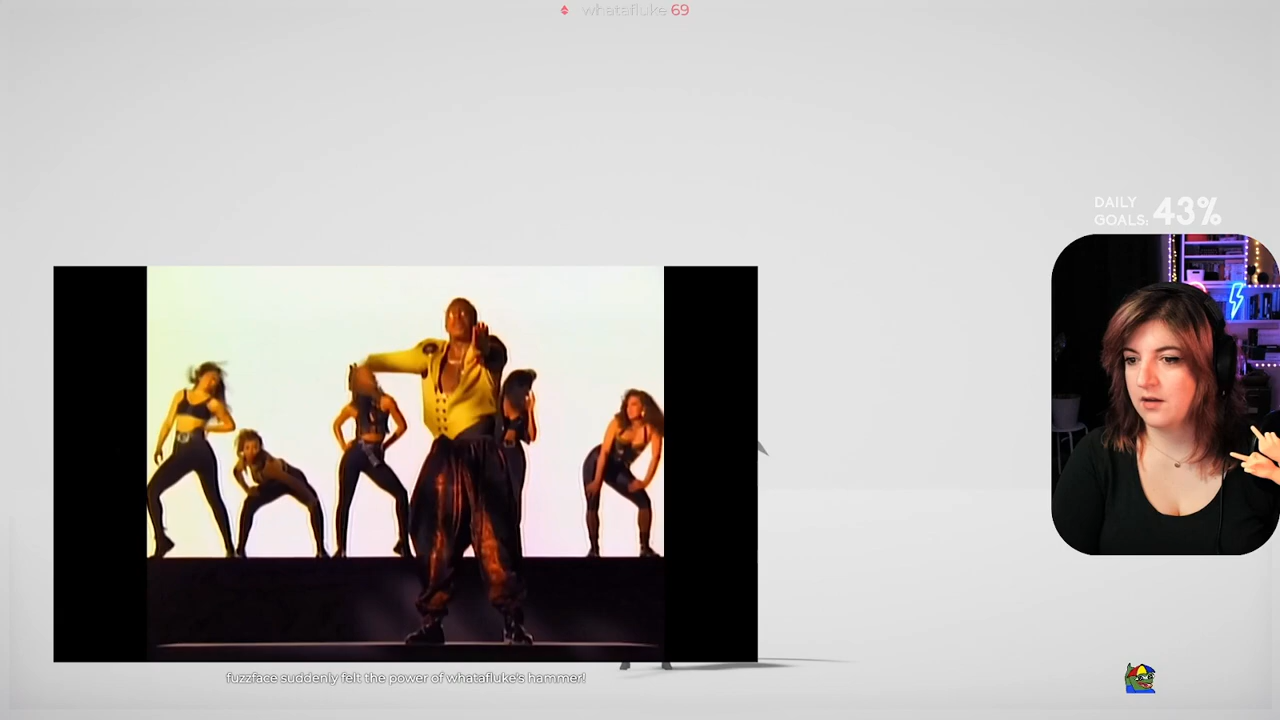 whatafluke 69
DAILY
GOALS: 43%
fuzzface suddenly felt the power of whatafluke's hammer!